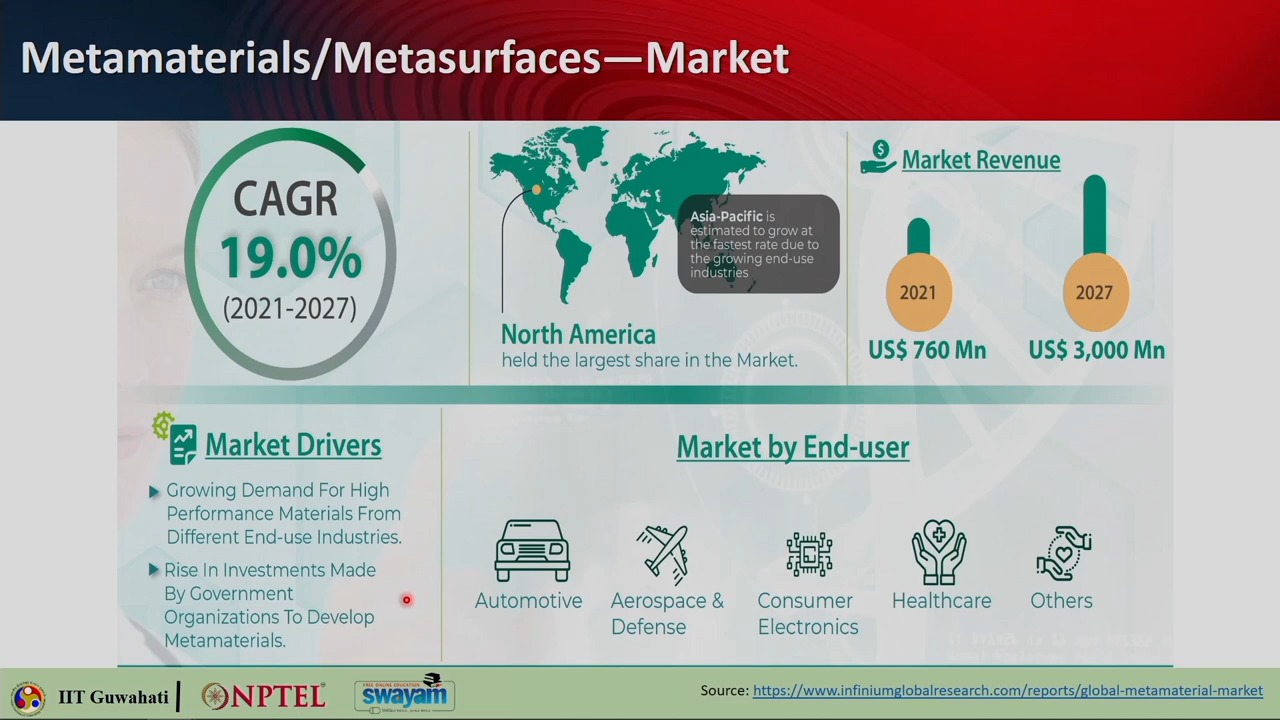 Metamaterials/Metasurfaces—Market
CAGR
19.0%
(2021-2027)
Asia-Pacific is
estimated to grow at
the fastest rate due to
the growing end-use
industries
North America
held the largest share in the Market.
$
Market Revenue
2021
2027
US$ 760 Mn
US$ 3,000 Mn
Market Drivers
Growing Demand For High
Performance Materials From
Different End-use Industries.
Rise In Investments Made
By Government
Organizations To Develop
Metamaterials.
Market by End-user
Automotive
Aerospace &
Defense
Consumer
Electronics
Healthcare
Others
IIT Guwahati
NPTEL
FREE ONLINE EDUCATION
swayam
Source: https://www.infiniumglobalresearch.com/reports/global-metamaterial-market